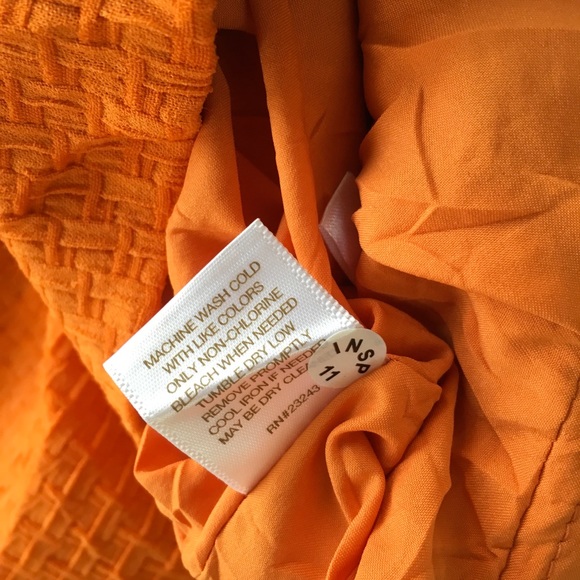 MACHINE WASH COLD
WITH LIKE COLORS
ONLY NON-CHLORINE
BLEACH WHEN NEEDED
TUMBLE DRY LOW
REMOVE PROMPTLY
COOL IRON IF NEEDED
MAY BE DRY CLEA
RN#23243
INSP
11